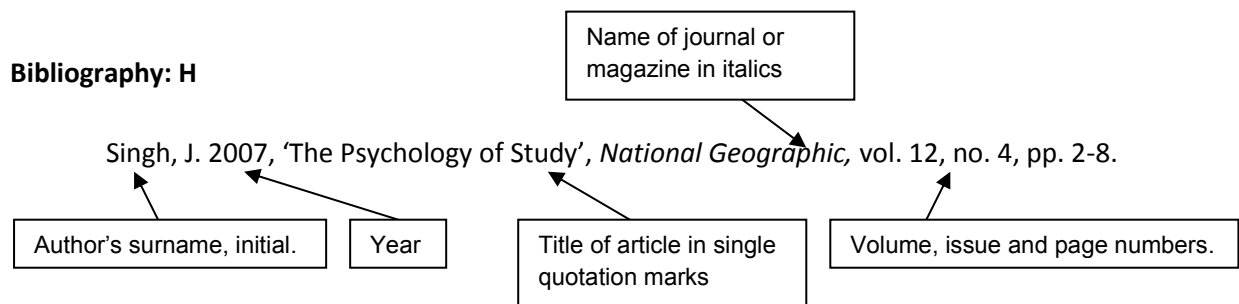 Name of journal or
magazine in italics
Bibliography: H
Singh, J. 2007, ‘The Psychology of Study’, National Geographic, vol. 12, no. 4, pp. 2-8.
Author’s surname, initial.
Year
Title of article in single
quotation marks
Volume, issue and page numbers.